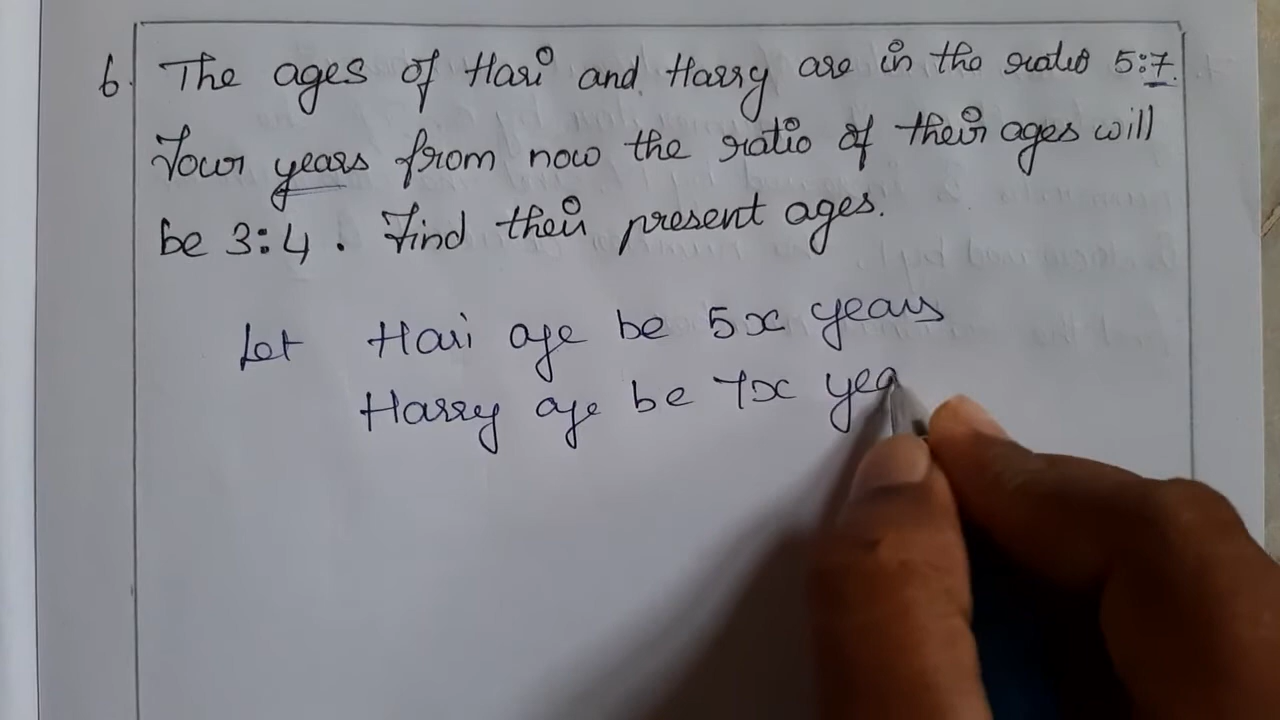 6. The ages of Hari and Harry are in the ratio 5:7.
Four years from now the ratio of their ages will
be 3:4. Find their present ages.
Let Hari age be 5x years
Harry age be 7x yea